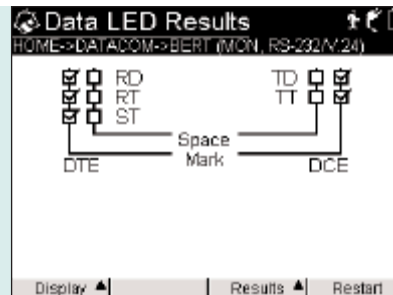 Data LED Results
HOME->DATACOM->BERT (MON, RS-232/V.24)
RD TD
RT TT
ST
Space
DTE Mark DCE
Display Results Restart